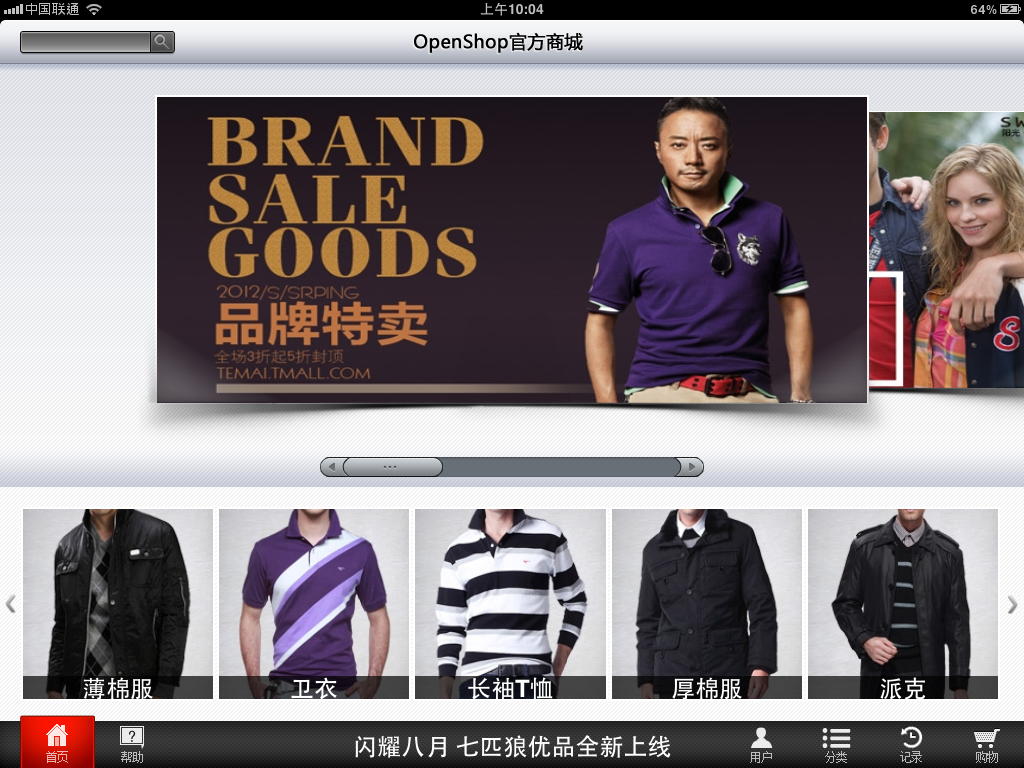 中国联通
上午10:04
64%
OpenShop官方商城
BRAND
SALE
GOODS
2012/S/SRPING
品牌特卖
全场3折起5折封顶
TEMAI.TMALL.COM
S W
阳光
S
薄棉服
卫衣
长袖T恤
厚棉服
派克
首页
帮助
闪耀八月 七匹狼优品全新上线
用户
分类
记录
购物